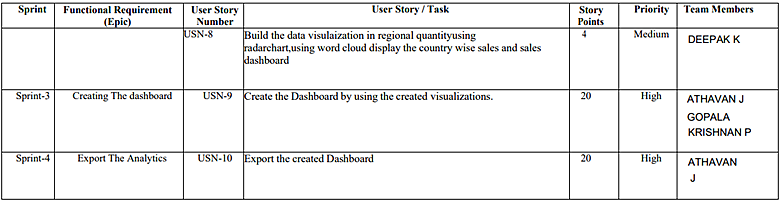 Sprint Functional Requirement (Epic) User Story Number User Story / Task Story Points Priority Team Members
USN-8 Build the data visulaization in regional quantityusing 4 Medium DEEPAK K
radarchart,using word cloud display the country wise sales and sales
dashboard
Sprint-3 Creating The dashboard USN-9 Create the Dashboard by using the created visualizations. 20 High ATHAVAN J
GOPALA
KRISHNAN P
Sprint-4 Export The Analytics USN-10 Export the created Dashboard 20 High ATHAVAN
J